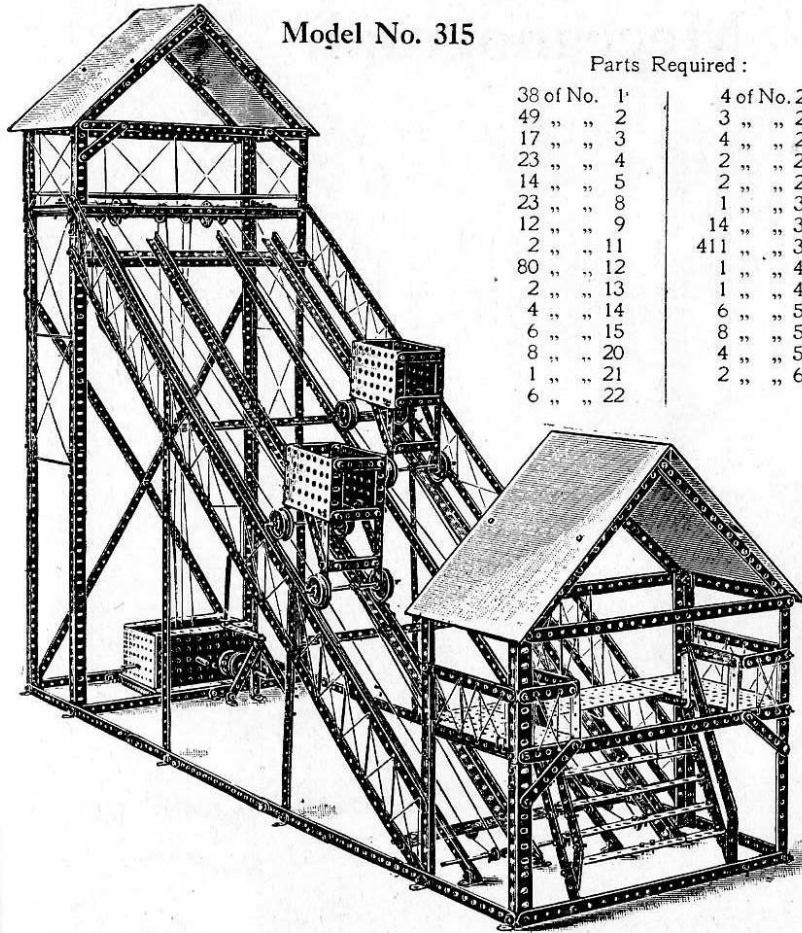 Model No. 315
Parts Required :
38 of No. 1
49 „ „ 2
17 „ „ 3
23 „ „ 4
14 „ „ 5
23 „ „ 8
12 „ „ 9
2 „ „ 11
80 „ „ 12
2 „ „ 13
4 „ „ 14
6 „ „ 15
8 „ „ 20
1 „ „ 21
6 „ „ 22
4 of No. 2
3 „ „ 2
4 „ „ 2
2 „ „ 2
2 „ „ 2
1 „ „ 3
14 „ „ 3
411 „ „ 3
1 „ „ 4
1 „ „ 4
6 „ „ 5
8 „ „ 5
4 „ „ 5
2 „ „ 6